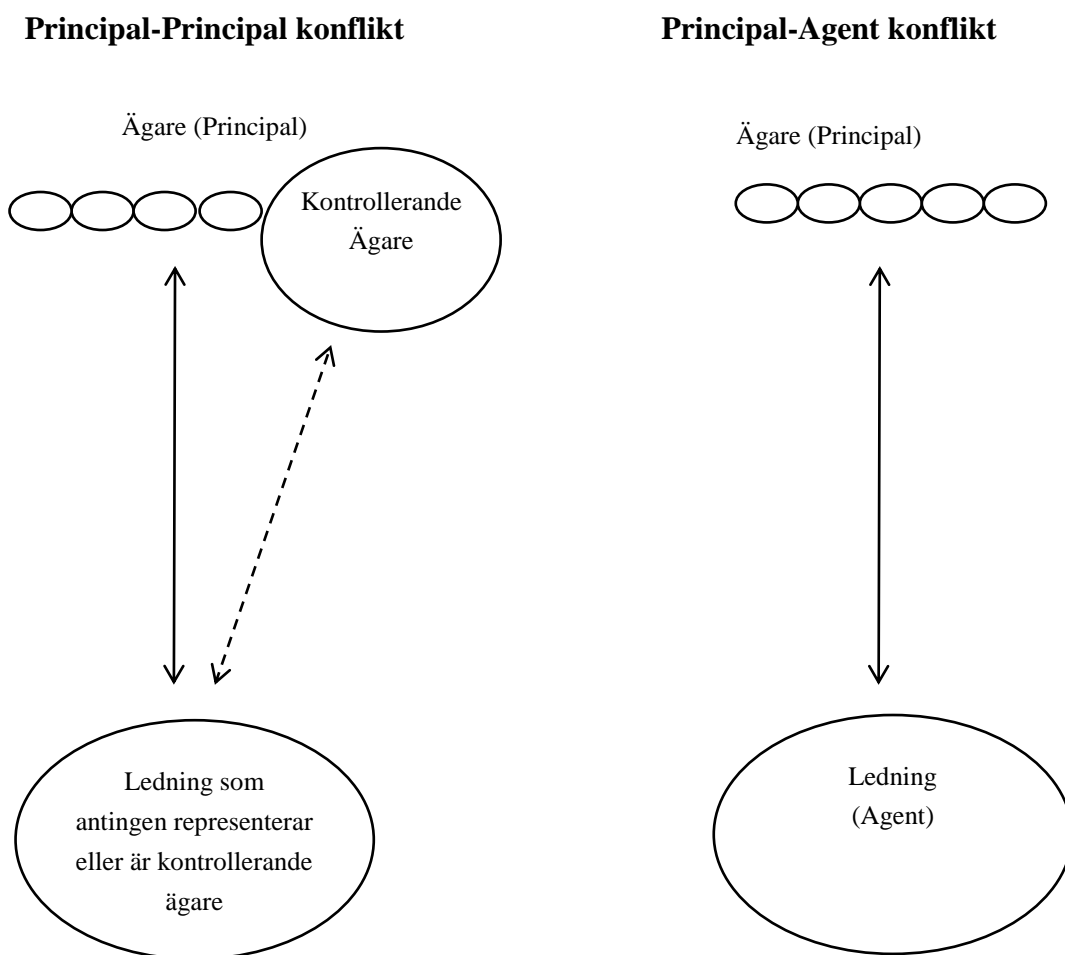 Principal-Principal konflikt
Principal-Agent konflikt
Ägare (Principal)
Ägare (Principal)
Kontrollerande
Ägare
Ledning som
antingen representerar
eller är kontrollerande
ägare
Ledning
(Agent)